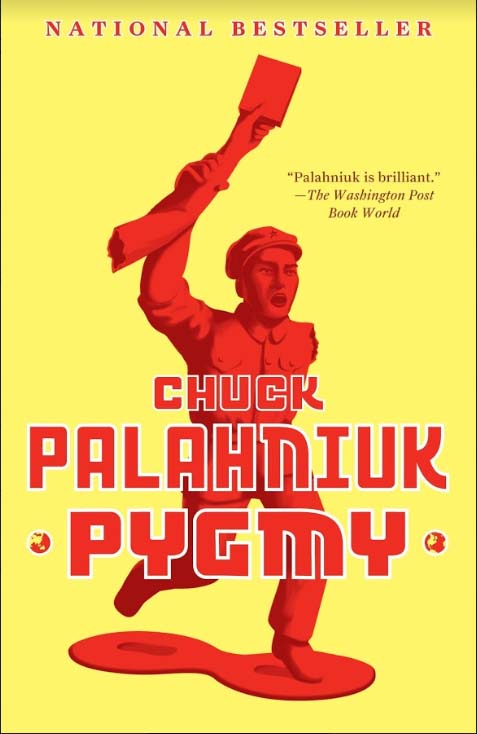 NATIONAL BESTSELLER
“Palahniuk is brilliant.”
—The Washington Post
Book World
CHUCK
PALAHNIUK
PYGMY